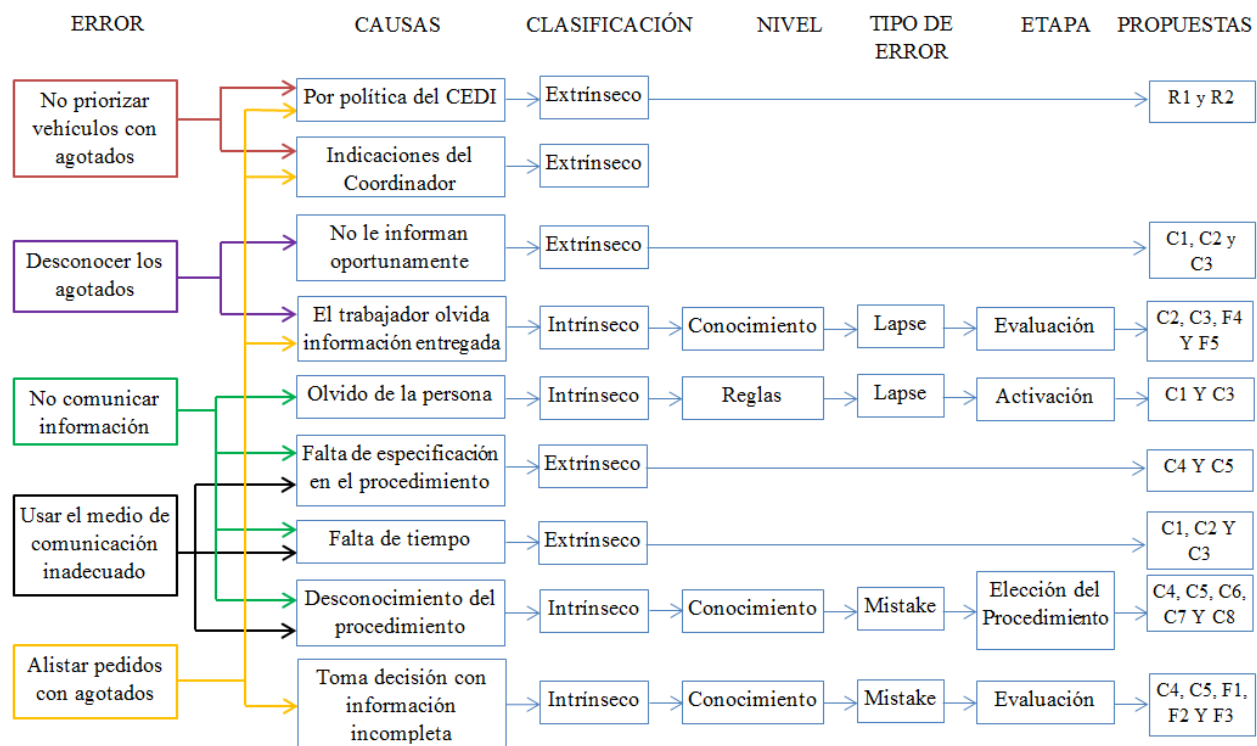 ERROR CAUSAS CLASIFICACIÓN NIVEL TIPO DE ETAPA PROPUESTAS
ERROR
No priorizar
vehículos con
agotados
Por política del CEDI
Extrínseco
R1 y R2
Indicaciones del
Coordinador
Extrínseco
Desconocer los
agotados
No le informan
oportunamente
Extrínseco
C1, C2 y
C3
El trabajador olvida
información entregada
Intrínseco
Conocimiento
Lapse
Evaluación
C2, C3, F4
Y F5
No comunicar
información
Olvido de la persona
Intrínseco
Reglas
Lapse
Activación
C1 Y C3
Falta de especificación
en el procedimiento
Extrínseco
C4 Y C5
Usar el medio de
comunicación
inadecuado
Falta de tiempo
Extrínseco
C1, C2 Y
C3
Desconocimiento del
procedimiento
Intrínseco
Conocimiento
Mistake
Elección del
Procedimiento
C4, C5, C6,
C7 Y C8
Alistar pedidos
con agotados
Toma decisión con
información
incompleta
Intrínseco
Conocimiento
Mistake
Evaluación
C4, C5, F1,
F2 Y F3